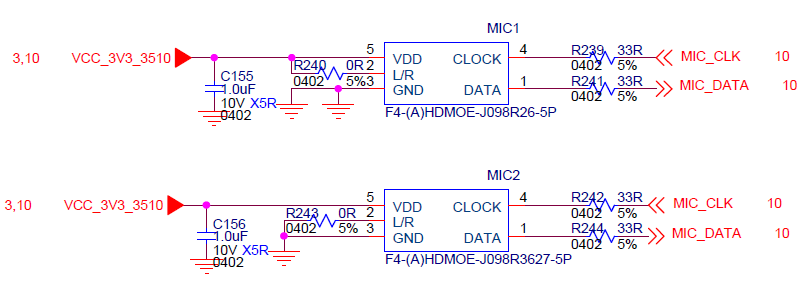 MIC1
3,10 VCC_3V3_3510 5 VDD CLOCK 4 R239 33R MIC_CLK 10
R240 0R 2 L/R 0402 5%
C155 0402 5% 3 GND DATA 1 R241 33R MIC_DATA 10
1.0uF 0402 5%
10V X5R F4-(A)HDMOE-J098R26-5P
0402
MIC2
3,10 VCC_3V3_3510 5 VDD CLOCK 4 R242 33R MIC_CLK 10
R243 0R 2 L/R 0402 5%
C156 0402 5% 3 GND DATA 1 R244 33R MIC_DATA 10
1.0uF 0402 5%
10V X5R F4-(A)HDMOE-J098R3627-5P
0402